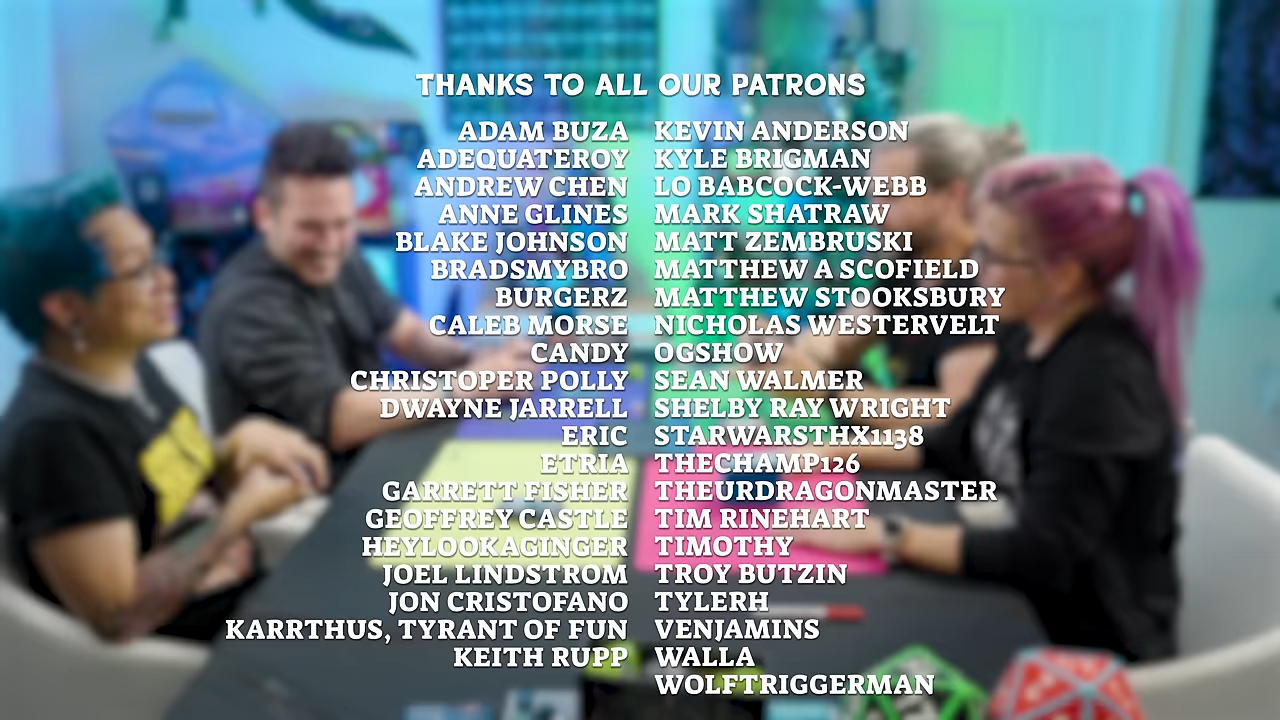 THANKS TO ALL OUR PATRONS
ADAM BUZA
ADEQUATEROY
ANDREW CHEN
ANNE GLINES
BLAKE JOHNSON
BRADSMYBRO
BURGERZ
CALEB MORSE
CANDY
CHRISTOPER POLLY
DWAYNE JARRELL
ERIC
ETRIA
GARRETT FISHER
GEOFFREY CASTLE
HEYLOOKAGINGER
JOEL LINDSTROM
JON CRISTOFANO
KARRTHUS, TYRANT OF FUN
KEITH RUPP
KEVIN ANDERSON
KYLE BRIGMAN
LO BABCOCK-WEBB
MARK SHATRAW
MATT ZEMBRUSKI
MATTHEW A SCOFIELD
MATTHEW STOOKSBURY
NICHOLAS WESTERVELT
OGSHOW
SEAN WALMER
SHELBY RAY WRIGHT
STARWARSTHX1138
THECHAMP126
THEURDRAGONMASTER
TIM RINEHART
TIMOTHY
TROY BUTZIN
TYLERH
VENJAMINS
WALLA
WOLFTRIGGERMAN